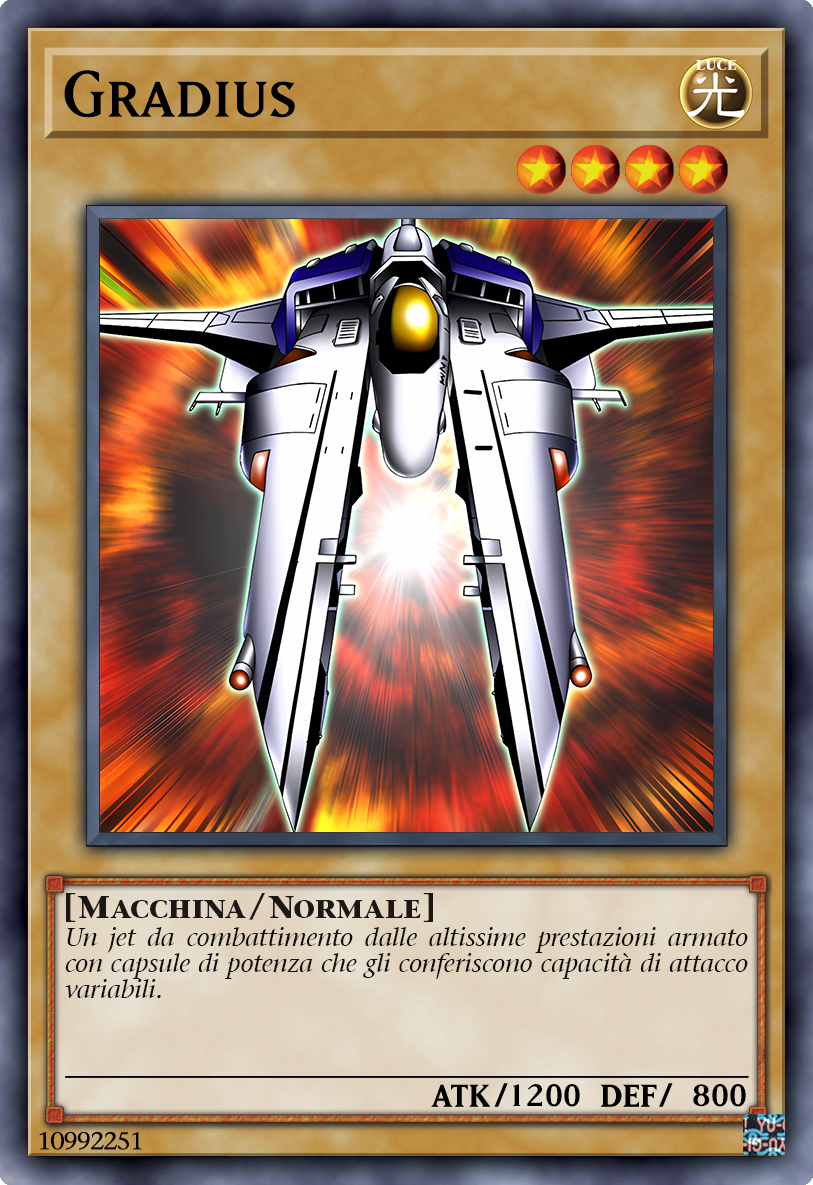 Gradius
LUCE
光
[Macchina/Normale]
Un jet da combattimento dalle altissime prestazioni armato
con capsule di potenza che gli conferiscono capacità di attacco
variabili.
ATK/1200 DEF/ 800
10992251